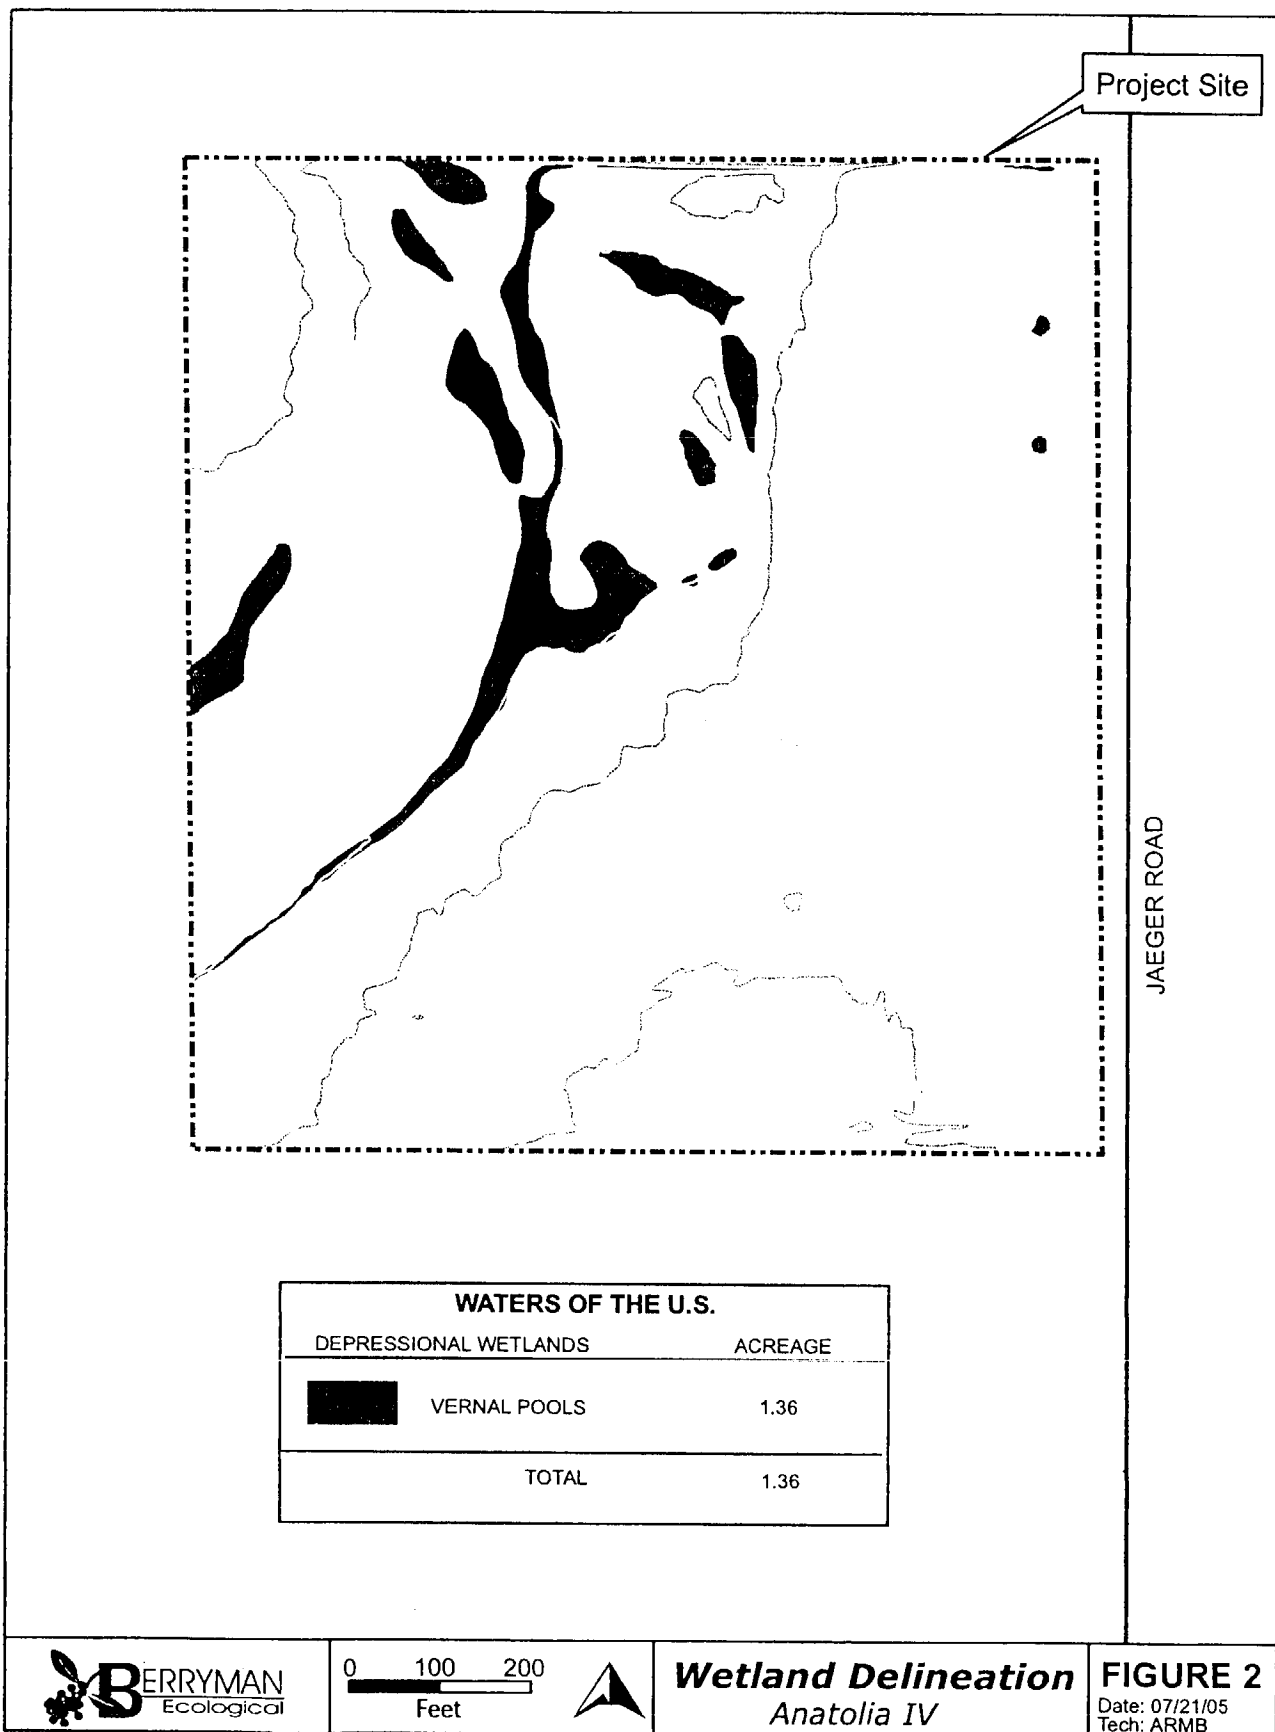 Project Site
JAEGER ROAD
WATERS OF THE U.S.
DEPRESSIONAL WETLANDS ACREAGE
VERNAL POOLS 1.36
TOTAL 1.36
BERRYMAN
Ecological
0 100 200
Feet
Wetland Delineation
Anatolia IV
FIGURE 2
Date: 07/21/05
Tech: ARMB